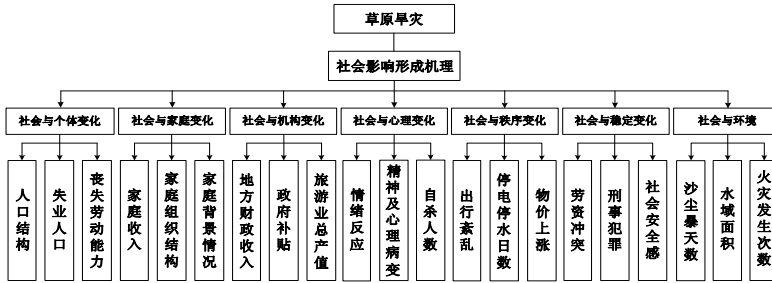 草原旱灾
社会影响形成机理
社会与个体变化
社会与家庭变化
社会与机构变化
社会与心理变化
社会与秩序变化
社会与稳定变化
社会与环境
人口结构
失业人口
丧失劳动能力
家庭收入
家庭组织结构
家庭背景情况
地方财政收入
政府补贴
旅游业总产值
情绪反应
精神及心理病变
自杀人数
出行紊乱
停电停水日数
物价上涨
劳资冲突
刑事犯罪
社会安全感
沙尘暴天数
水域面积
火灾发生次数